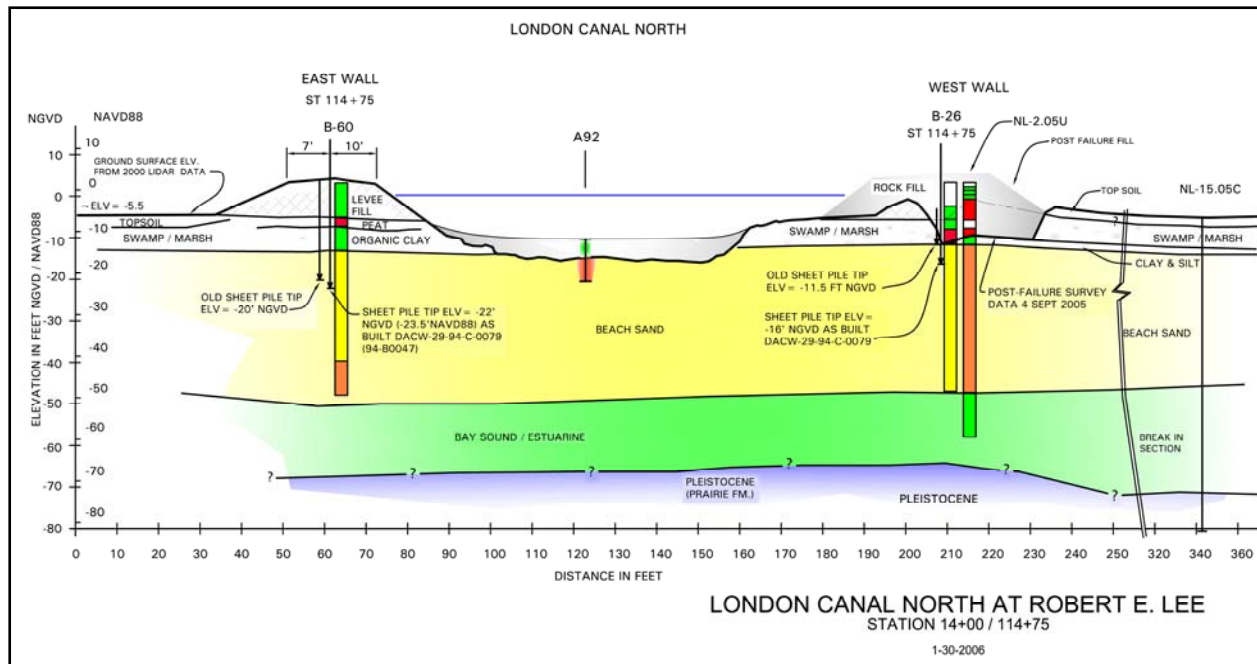 LONDON CANAL NORTH
EAST WALL
ST 114+75
B-60
7'
10'
A92
WEST WALL
B-26
ST 114+75
NL-2.05U
POST FAILURE FILL
NGVD
NAVD88
GROUND SURFACE ELV.
FROM 2000 LIDAR DATA
~ELV = -5.5
TOPSOIL
SWAMP / MARSH
LEVEE
FILL
PEAT
ORGANIC CLAY
ROCK FILL
SWAMP / MARSH
TOP SOIL
NL-15.05C
?
SWAMP / MARSH
CLAY & SILT
OLD SHEET PILE TIP
ELV = -20' NGVD
SHEET PILE TIP ELV = -22'
NGVD (-23.5'NAVD88) AS
BUILT DACW-29-94-C-0079
(94-B0047)
BEACH SAND
OLD SHEET PILE TIP
ELV = -11.5 FT NGVD
SHEET PILE TIP ELV =
-16' NGVD AS BUILT
DACW-29-94-C-0079
POST-FAILURE SURVEY
DATA 4 SEPT 2005
BEACH SAND
BAY SOUND / ESTUARINE
BREAK IN
SECTION
? ? ? ? ? ?
PLEISTOCENE
(PRAIRIE FM.)
PLEISTOCENE
ELEVATION IN FEET NGVD / NAVD88
10
0
-10
-20
-30
-40
-50
-60
-70
-80
10
0
-10
-20
-30
-40
-50
-60
-70
-80
0 10 20 30 40 50 60 70 80 90 100 110 120 130 140 150 160 170 180 190 200 210 220 230 240 250 320 340 360
DISTANCE IN FEET
LONDON CANAL NORTH AT ROBERT E. LEE
STATION 14+00 / 114+75
1-30-2006